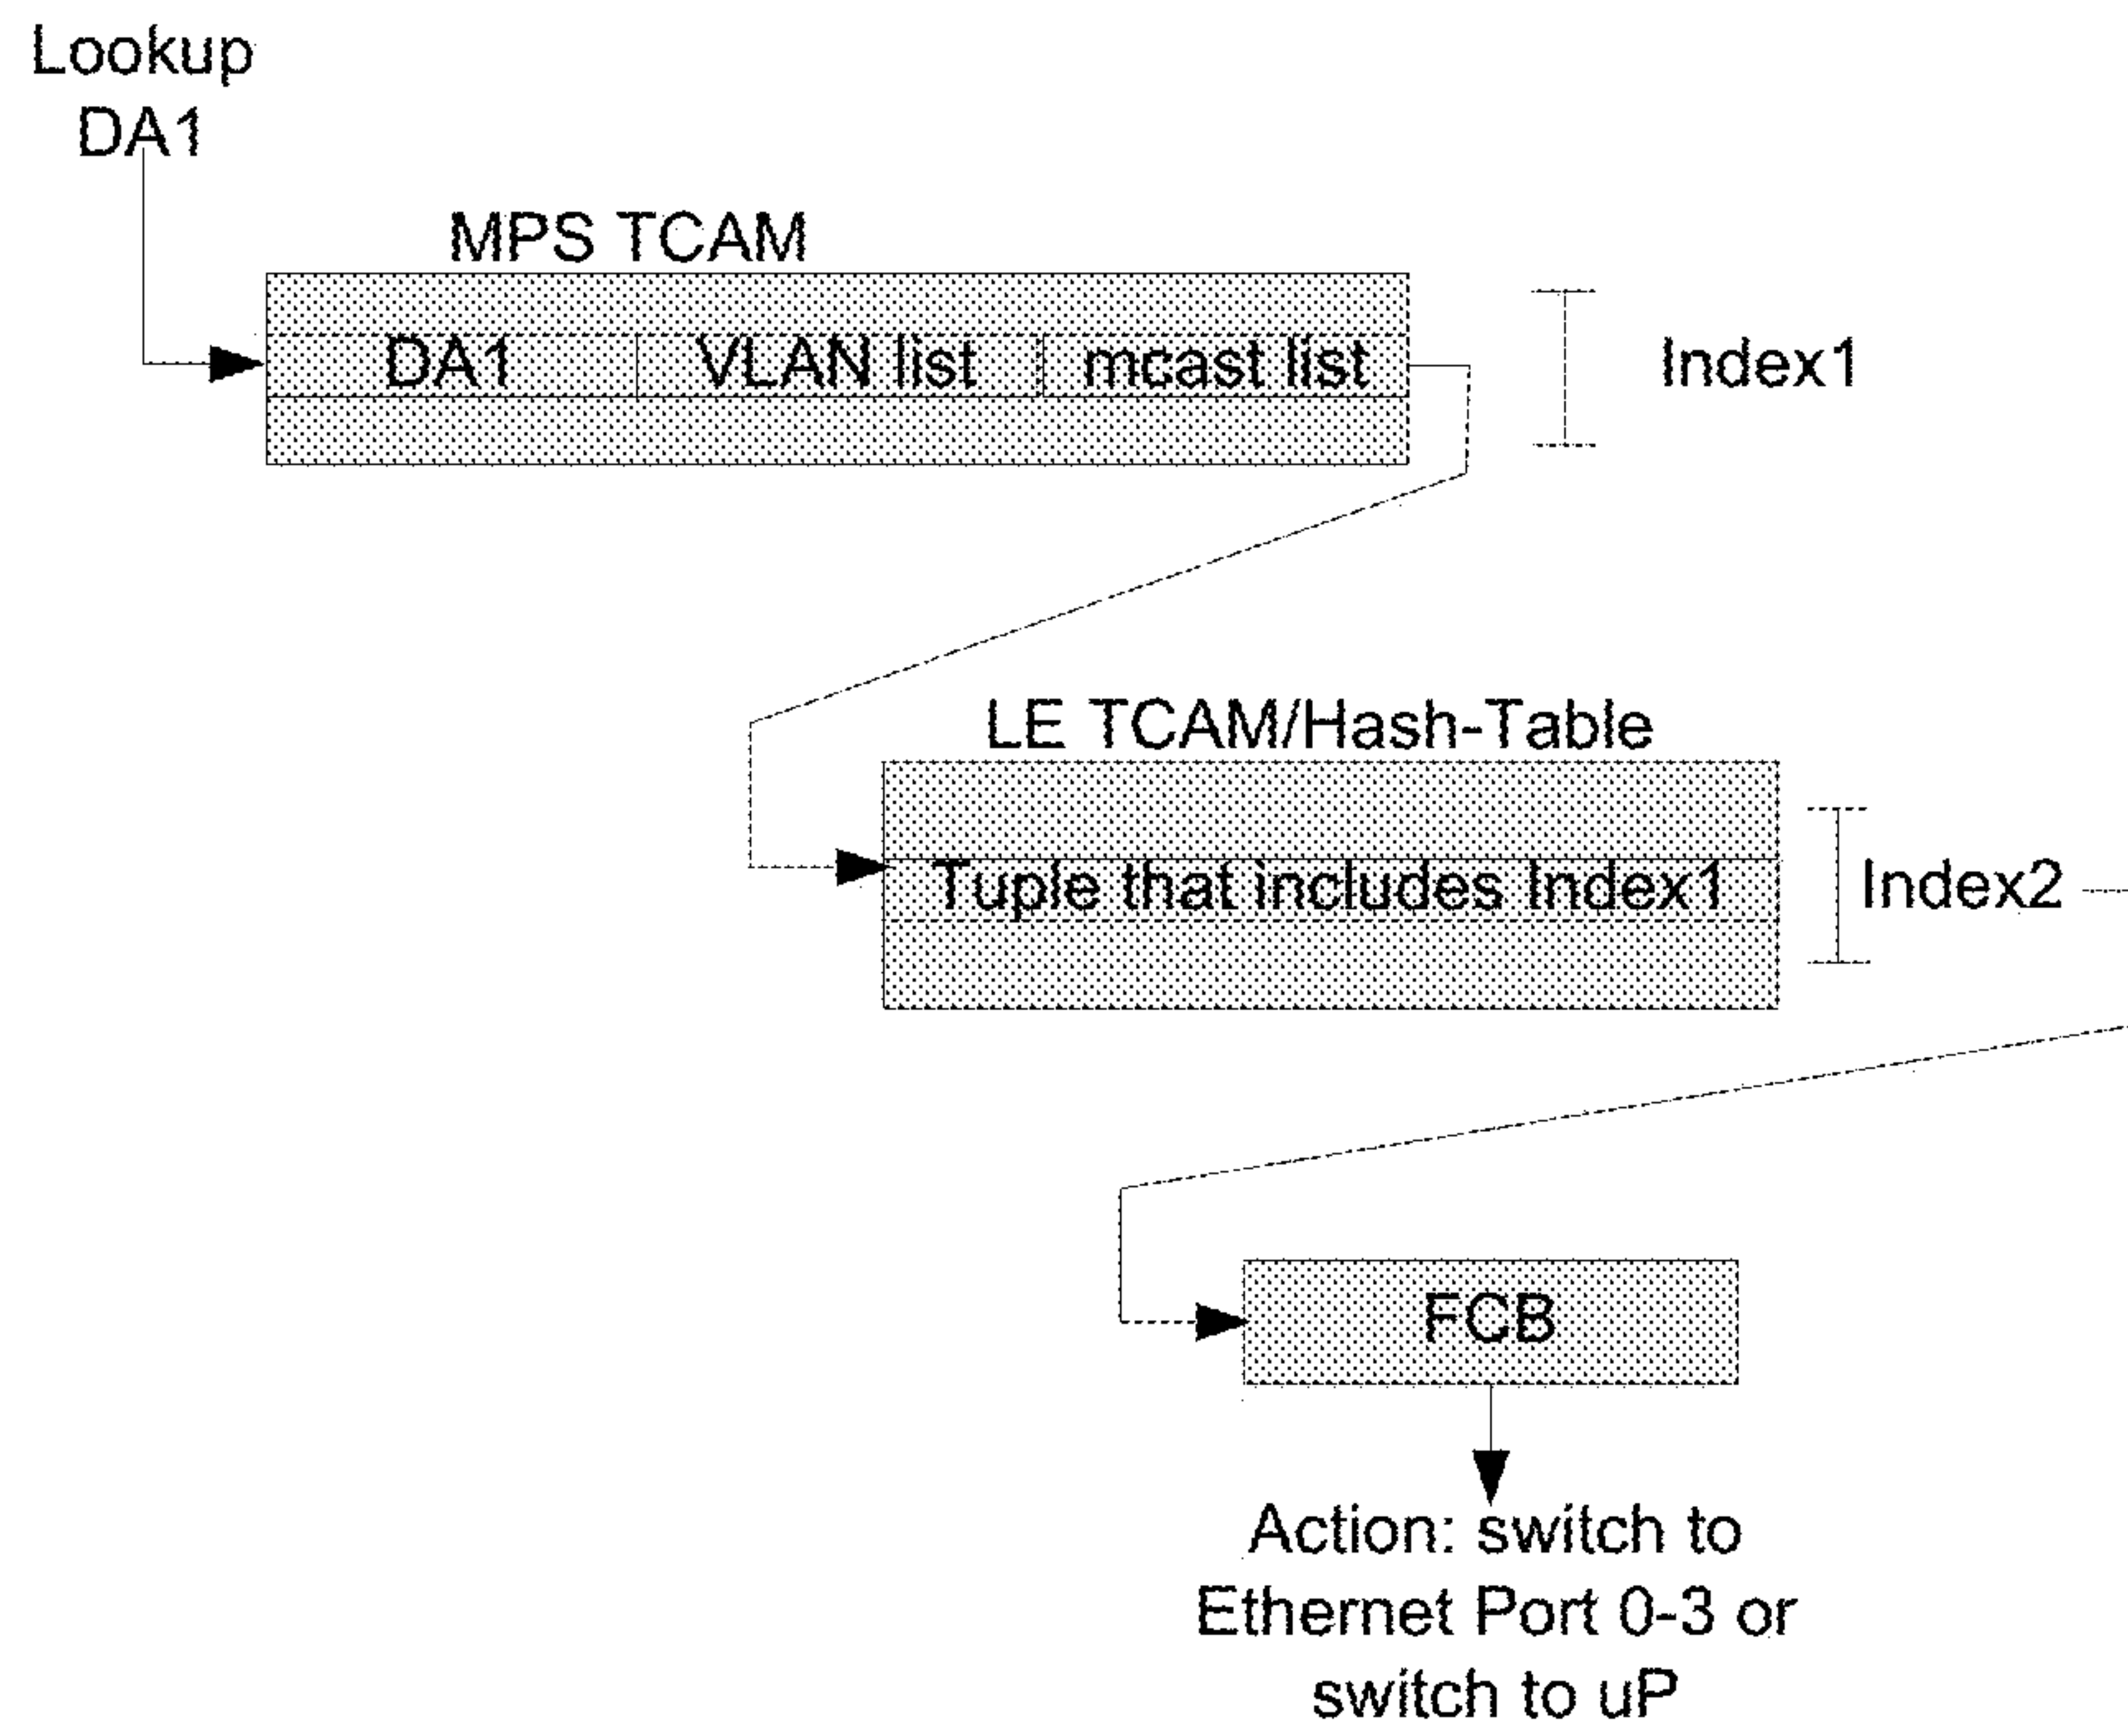 Lookup
DA1
MPS TCAM
DA1 VLAN list mcast list
Index1
LE TCAM/Hash-Table
Tuple that includes Index1
Index2
FCB
Action: switch to
Ethernet Port 0-3 or
switch to uP